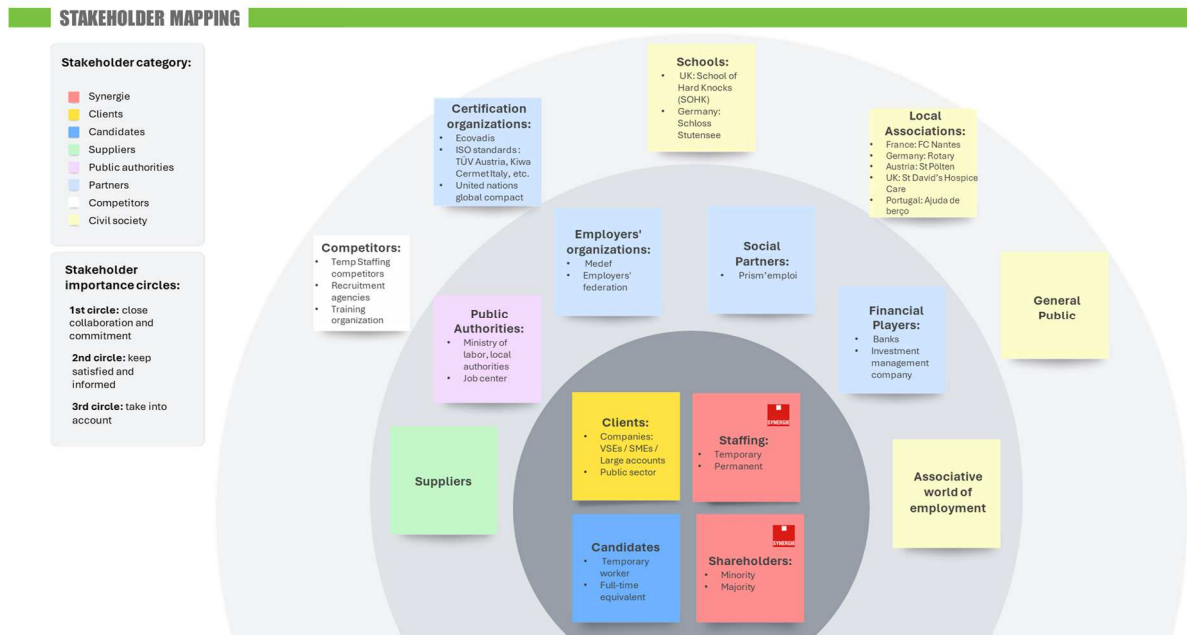 STAKEHOLDER MAPPING
Stakeholder category:
Synergie
Clients
Candidates
Suppliers
Public authorities
Partners
Competitors
Civil society
Stakeholder
importance circles:
1st circle: close
collaboration and
commitment
2nd circle: keep
satisfied and
informed
3rd circle: take into
account
Schools:
• UK: School of
Hard Knocks
(SOHK)
• Germany:
Schloss
Stutensee
Certification
organizations:
• Ecovadis
• ISO standards :
TÜV Austria, Kiwa
Cermet Italy, etc.
• United nations
global compact
Local
Associations:
• France: FC Nantes
• Germany: Rotary
• Austria: St Pölten
• UK: St David's Hospice
Care
• Portugal: Ajuda de
berço
Competitors:
• Temp Staffing
competitors
• Recruitment
agencies
• Training
organization
Employers'
organizations:
• Medef
• Employers'
federation
Social
Partners:
• Prism'emploi
General
Public
Public
Authorities:
• Ministry of
labor, local
authorities
• Job center
Financial
Players:
• Banks
• Investment
management
company
Clients:
• Companies:
VSEs / SMEs /
Large accounts
• Public sector
SYNERGIE
Staffing:
• Temporary
• Permanent
Suppliers
Associative
world of
employment
Candidates
• Temporary
worker
• Full-time
equivalent
SYNERGIE
Shareholders:
• Minority
• Majority